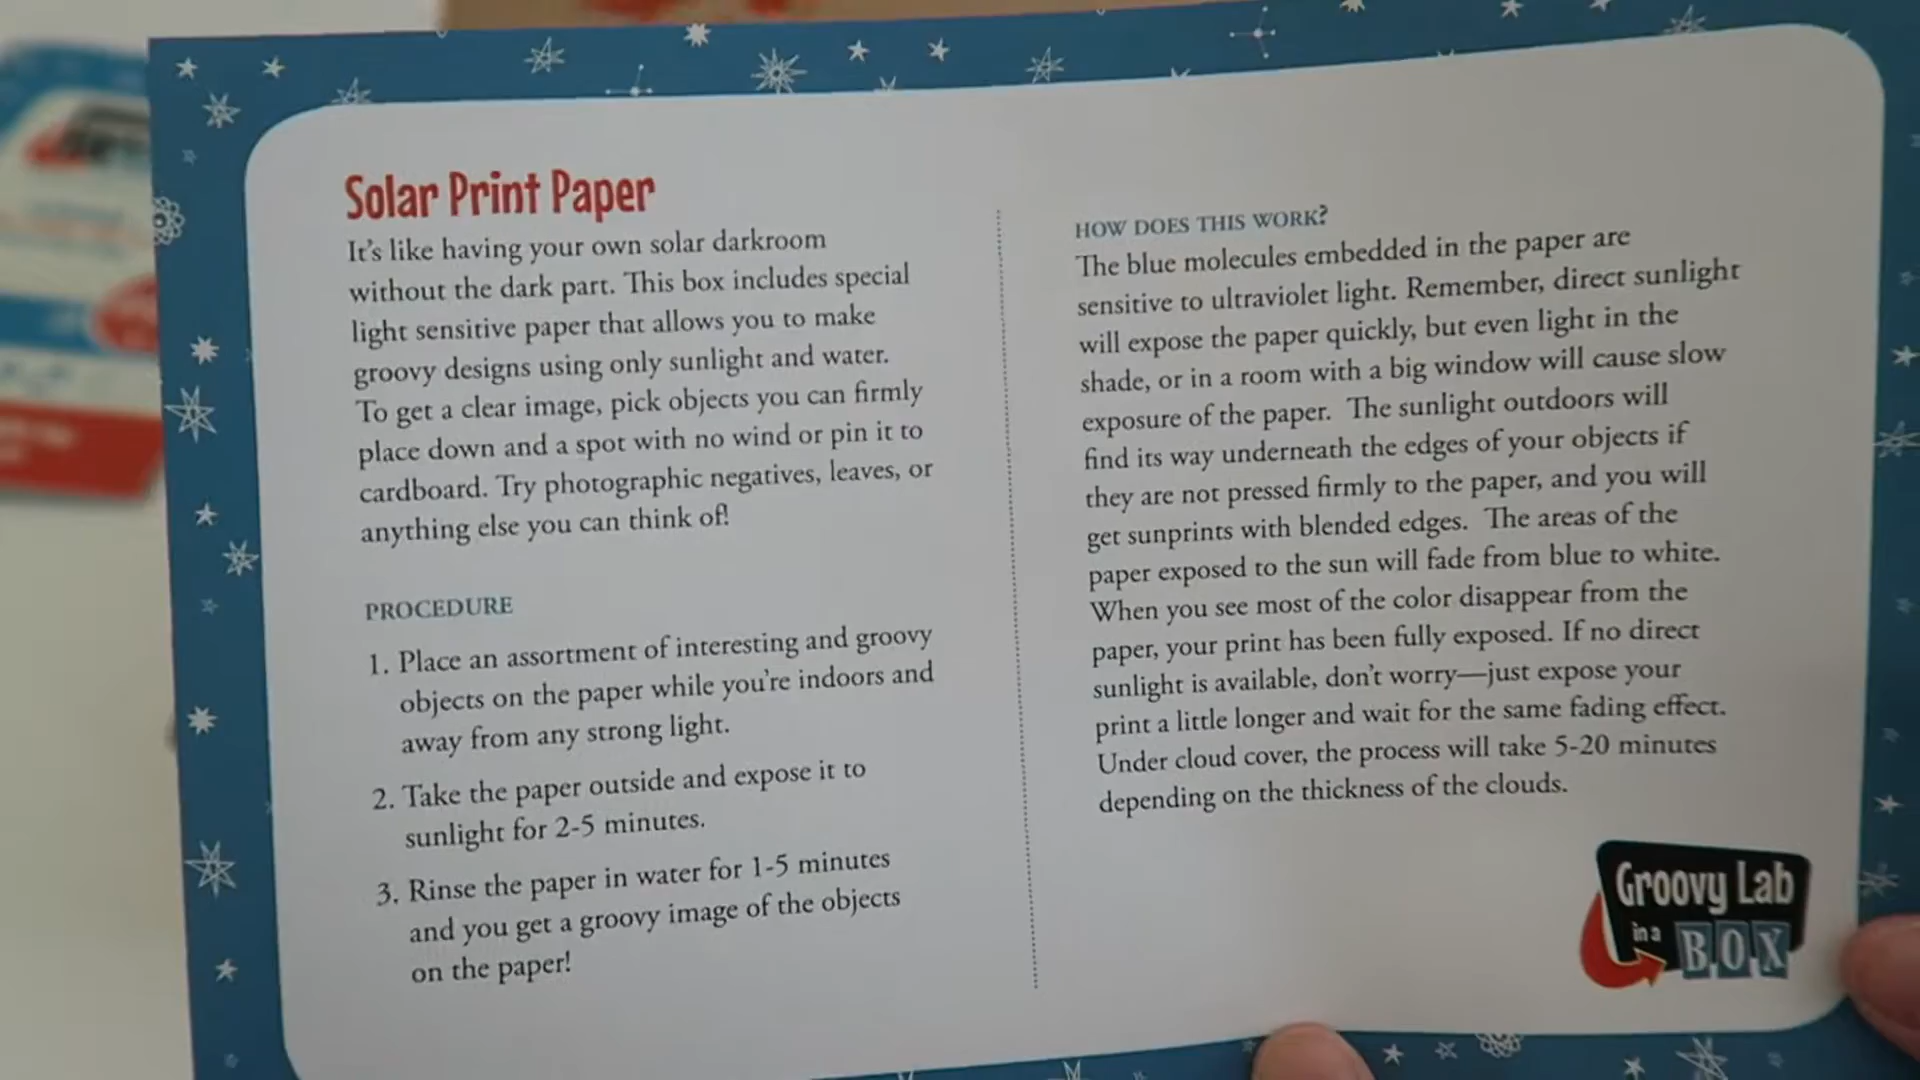 Solar Print Paper
It's like having your own solar darkroom
without the dark part. This box includes special
light sensitive paper that allows you to make
groovy designs using only sunlight and water.
To get a clear image, pick objects you can firmly
place down and a spot with no wind or pin it to
cardboard. Try photographic negatives, leaves, or
anything else you can think of!
PROCEDURE
1. Place an assortment of interesting and groovy
objects on the paper while you're indoors and
away from any strong light.
2. Take the paper outside and expose it to
sunlight for 2-5 minutes.
3. Rinse the paper in water for 1-5 minutes
and you get a groovy image of the objects
on the paper!
HOW DOES THIS WORK?
The blue molecules embedded in the paper are
sensitive to ultraviolet light. Remember, direct sunlight
will expose the paper quickly, but even light in the
shade, or in a room with a big window will cause slow
exposure of the paper. The sunlight outdoors will
find its way underneath the edges of your objects if
they are not pressed firmly to the paper, and you will
get sunprints with blended edges. The areas of the
paper exposed to the sun will fade from blue to white.
When you see most of the color disappear from the
paper, your print has been fully exposed. If no direct
sunlight is available, don't worry—just expose your
print a little longer and wait for the same fading effect.
Under cloud cover, the process will take 5-20 minutes
depending on the thickness of the clouds.
Groovy Lab
in a BOX